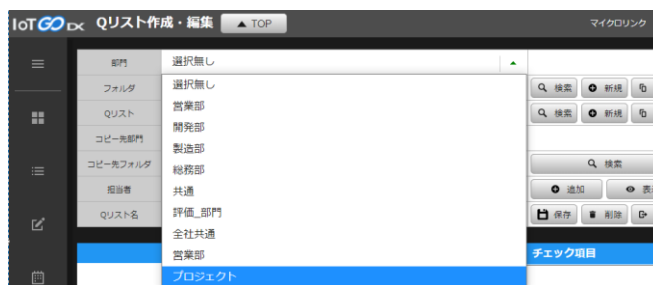 IoT GO EX Qリスト作成・編集 ▲ TOP マイクロリンク
部門 選択無し
フォルダ 選択無し 検索 新規
Qリスト 営業部 検索 新規
開発部
コピー先部門 製造部
コピー先フォルダ 総務部 検索
担当者 共通 追加
Qリスト名 評価_部門 保存 削除
全社共通
営業部 チェック項目
プロジェクト